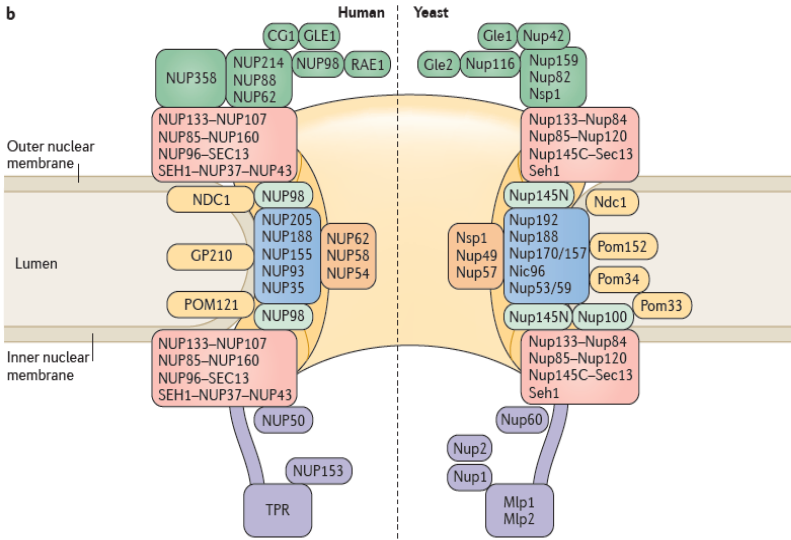 b
Human
Yeast
CG1
GLE1
NUP358
NUP214
NUP88
NUP62
NUP98
RAE1
NUP133–NUP107
NUP85–NUP160
NUP96–SEC13
SEH1–NUP37–NUP43
Outer nuclear
membrane
NDC1
NUP98
GP210
NUP205
NUP188
NUP155
NUP93
NUP35
NUP62
NUP58
NUP54
Lumen
POM121
NUP98
Inner nuclear
membrane
NUP133–NUP107
NUP85–NUP160
NUP96–SEC13
SEH1–NUP37–NUP43
NUP50
NUP153
TPR
Gle1
Nup42
Gle2
Nup116
Nup159
Nup82
Nsp1
Nup133–Nup84
Nup85–Nup120
Nup145C–Sec13
Seh1
Nup145N
Ndc1
Nsp1
Nup49
Nup57
Nup192
Nup188
Nup170/157
Nic96
Nup53/59
Pom152
Pom34
Pom33
Nup145N
Nup100
Nup133–Nup84
Nup85–Nup120
Nup145C–Sec13
Seh1
Nup60
Nup2
Nup1
Mlp1
Mlp2